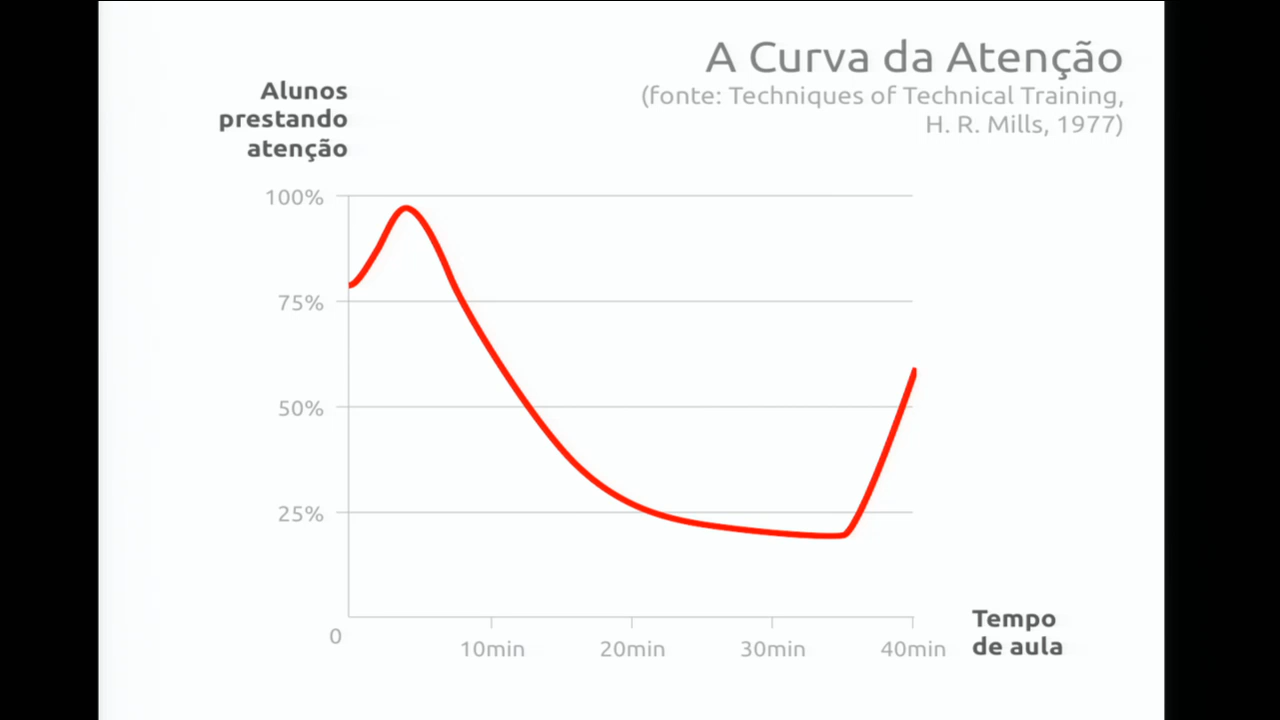 A Curva da Atenção
(fonte: Techniques of Technical Training,
H. R. Mills, 1977)
Alunos
prestando
atenção
100%
75%
50%
25%
0
10min
20min
30min
40min
Tempo
de aula